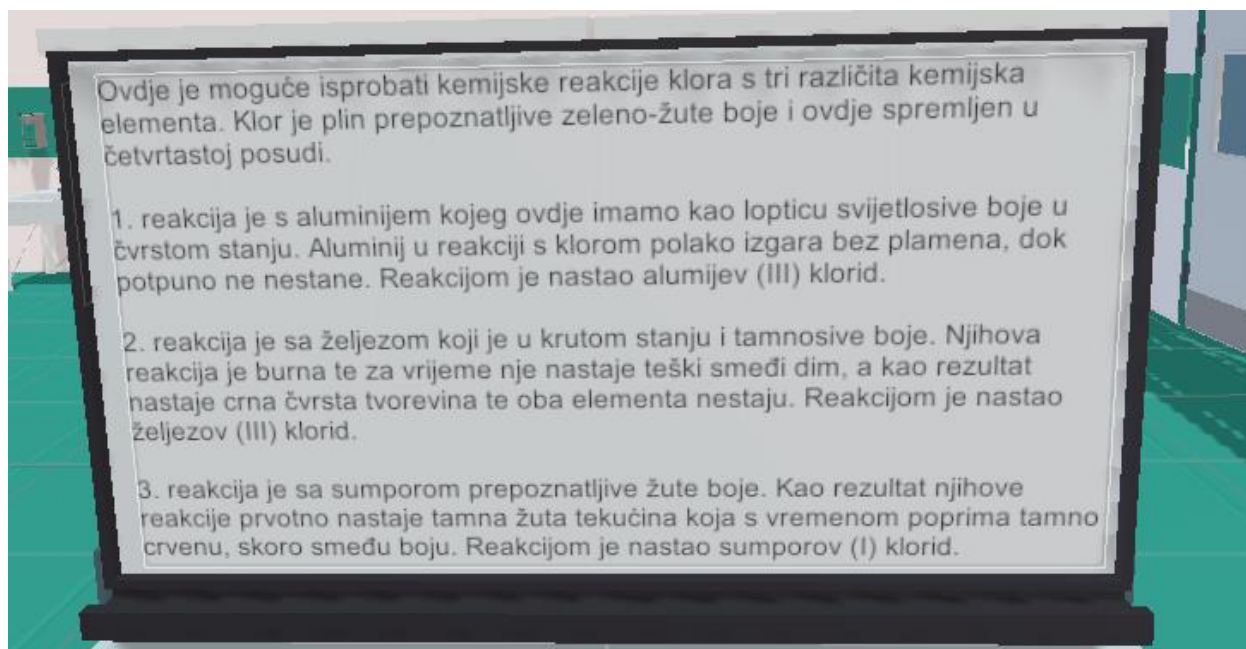 Ovdje je moguće isprobati kemijske reakcije klora s tri različita kemijska
elementa. Klor je plin prepoznatljive zeleno-žute boje i ovdje spremljen u
četvrtastoj posudi.
1. reakcija je s aluminijem kojeg ovdje imamo kao lopticu svijetlosive boje u
čvrstom stanju. Aluminij u reakciji s klorom polako izgara bez plamena, dok
potpuno ne nestane. Reakcijom je nastao alumijev (III) klorid.
2. reakcija je sa željezom koji je u krutom stanju i tamnosive boje. Njihova
reakcija je burna te za vrijeme nje nastaje teški smeđi dim, a kao rezultat
nastaje crna čvrsta tvorevina te oba elementa nestaju. Reakcijom je nastao
željezov (III) klorid.
3. reakcija je sa sumporom prepoznatljive žute boje. Kao rezultat njihove
reakcije prvotno nastaje tamna žuta tekućina koja s vremenom poprima tamno
crvenu, skoro smeđu boju. Reakcijom je nastao sumporov (I) klorid.